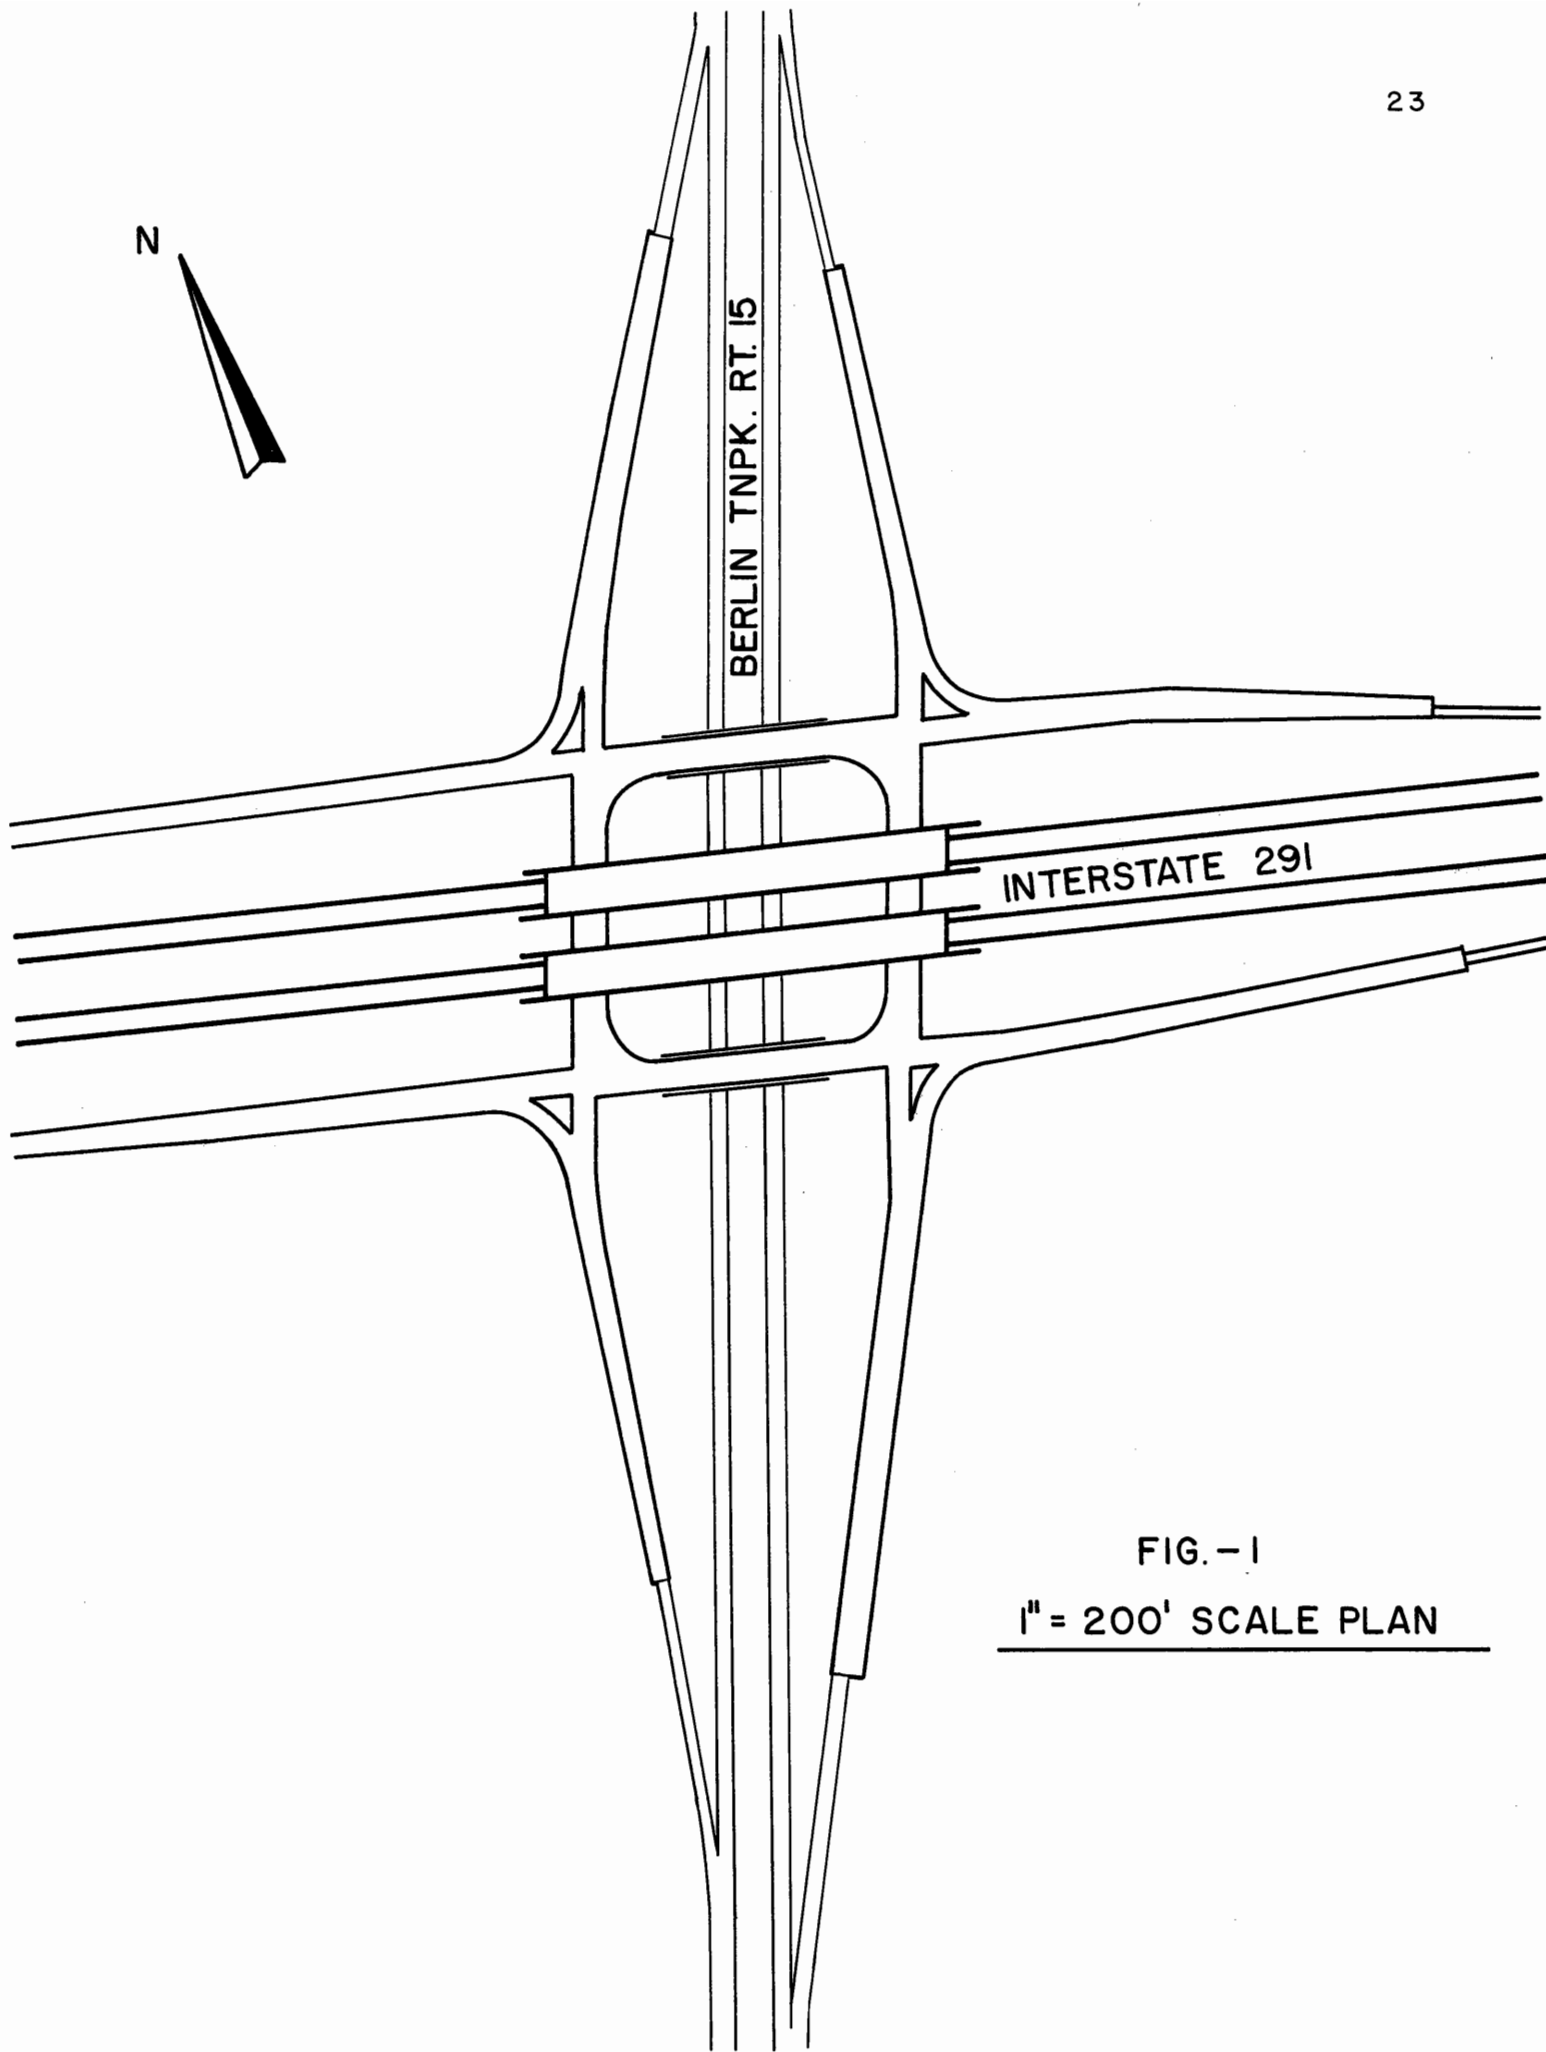 23
N
BERLIN TNPK. RT. 15
INTERSTATE 291
FIG.-1
1" = 200' SCALE PLAN